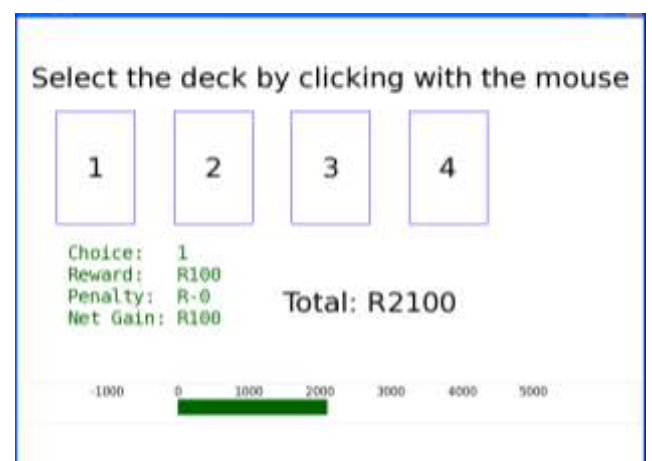 Select the deck by clicking with the mouse
1 2 3 4
Choice: 1
Reward: R100
Penalty: R-0
Net Gain: R100
Total: R2100
-1000 0 1000 2000 3000 4000 5000